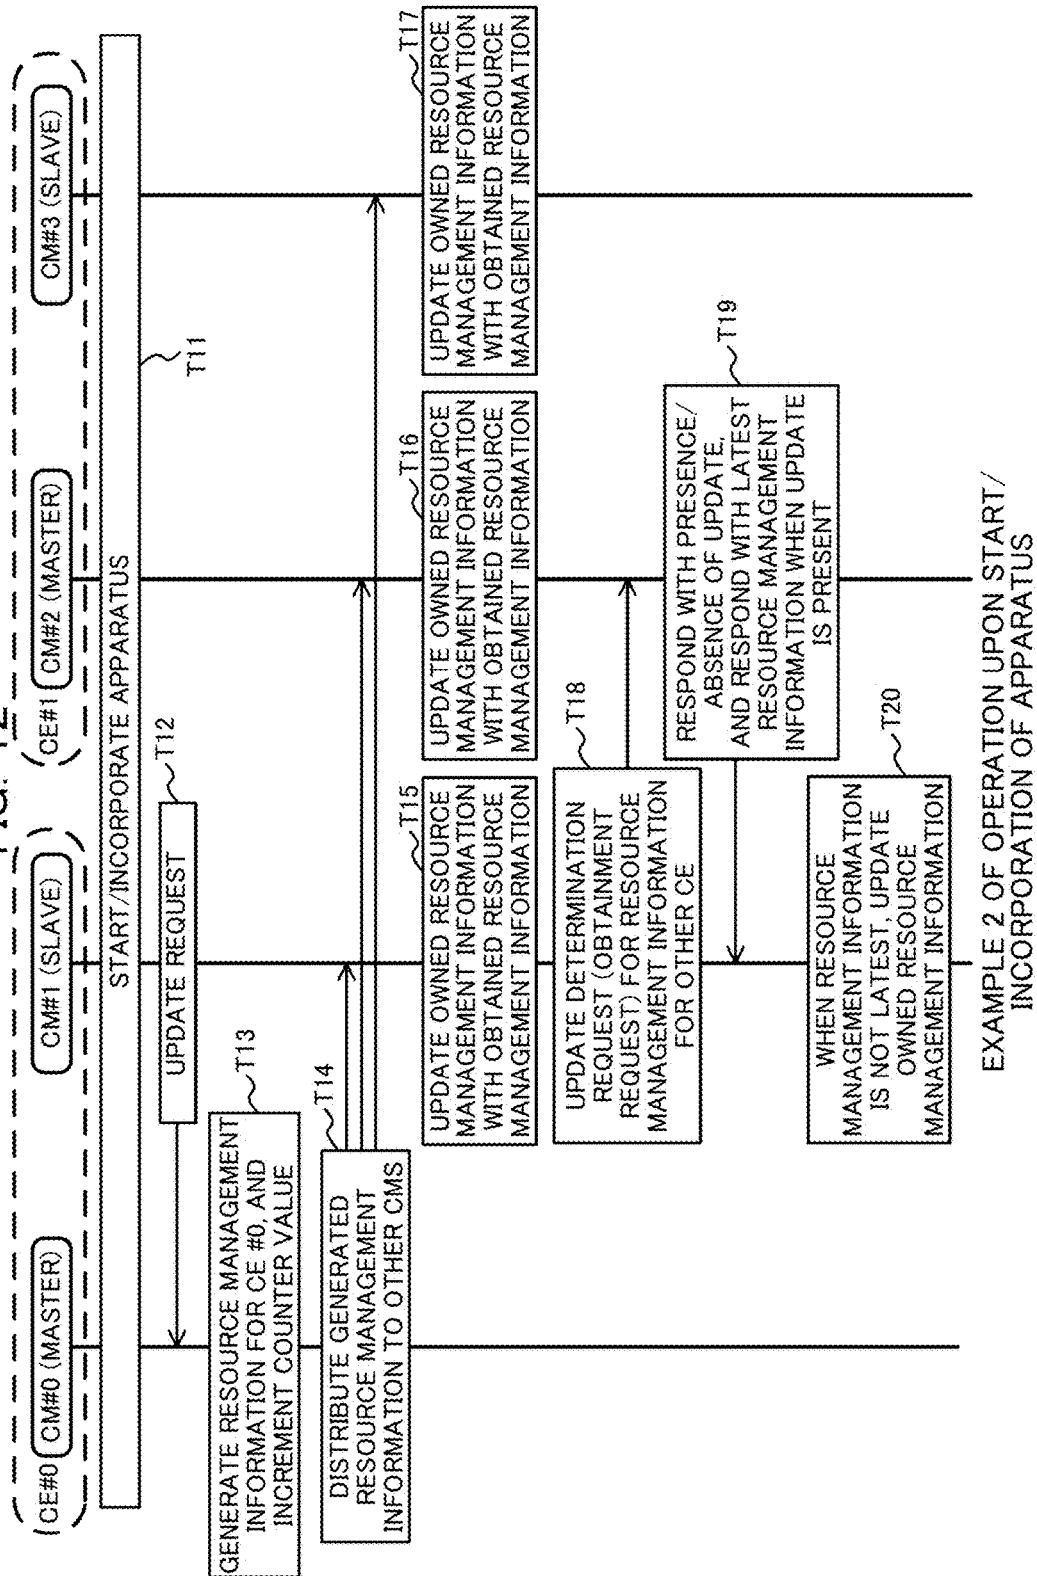 CE#0
CM#0 (MASTER)
CM#1 (SLAVE)
CE#1
CM#2 (MASTER)
CM#3 (SLAVE)
START/INCORPORATE APPARATUS
T11
UPDATE REQUEST
T12
GENERATE RESOURCE MANAGEMENT
INFORMATION FOR CE #0, AND
INCREMENT COUNTER VALUE
T13
DISTRIBUTE GENERATED
RESOURCE MANAGEMENT
INFORMATION TO OTHER CMS
T14
UPDATE OWNED RESOURCE
MANAGEMENT INFORMATION
WITH OBTAINED RESOURCE
MANAGEMENT INFORMATION
T15
UPDATE OWNED RESOURCE
MANAGEMENT INFORMATION
WITH OBTAINED RESOURCE
MANAGEMENT INFORMATION
T16
UPDATE OWNED RESOURCE
MANAGEMENT INFORMATION
WITH OBTAINED RESOURCE
MANAGEMENT INFORMATION
T17
UPDATE DETERMINATION
REQUEST (OBTAINMENT
REQUEST) FOR RESOURCE
MANAGEMENT INFORMATION
FOR OTHER CE
T18
RESPOND WITH PRESENCE/
ABSENCE OF UPDATE,
AND RESPOND WITH LATEST
RESOURCE MANAGEMENT
INFORMATION WHEN UPDATE
IS PRESENT
T19
WHEN RESOURCE
MANAGEMENT INFORMATION
IS NOT LATEST, UPDATE
OWNED RESOURCE
MANAGEMENT INFORMATION
T20
EXAMPLE 2 OF OPERATION UPON START/
INCORPORATION OF APPARATUS